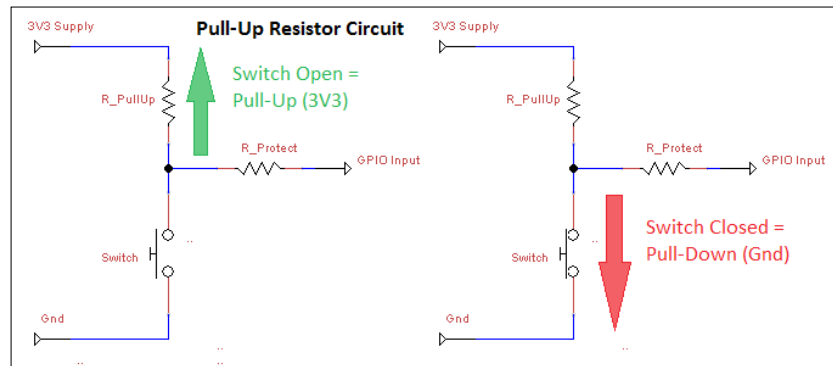 Pull-Up Resistor Circuit
3V3 Supply
Switch Open =
Pull-Up (3V3)
R_PullUp
R_Protect
GPIO Input
Switch
Gnd
3V3 Supply
R_PullUp
R_Protect
GPIO Input
Switch Closed =
Pull-Down (Gnd)
Switch
Gnd